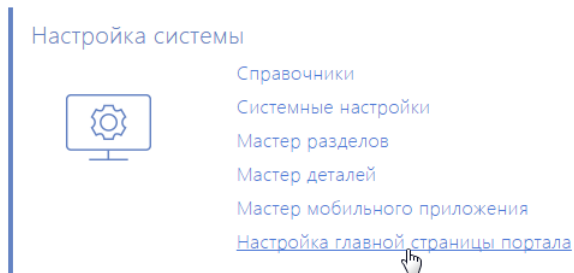 Настройка системы
Справочники
Системные настройки
Мастер разделов
Мастер деталей
Мастер мобильного приложения
Настройка главной страницы портала